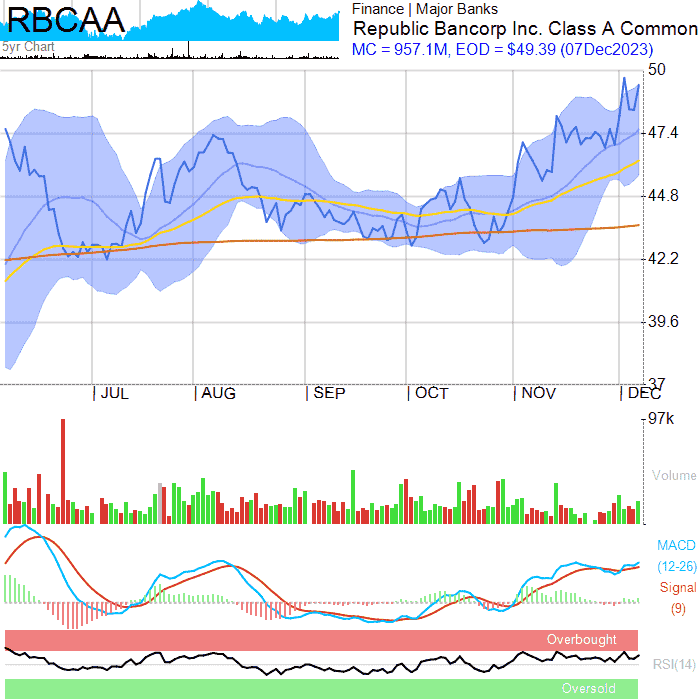 RBCAA
5yr Chart
Finance | Major Banks
Republic Bancorp Inc. Class A Common
MC = 957.1M, EOD = $49.39 (07Dec2023)
50
47.4
44.8
42.2
39.6
37
JUL AUG SEP OCT NOV DEC
97k
Volume
MACD
(12-26)
Signal
(9)
Overbought
RSI(14)
Oversold